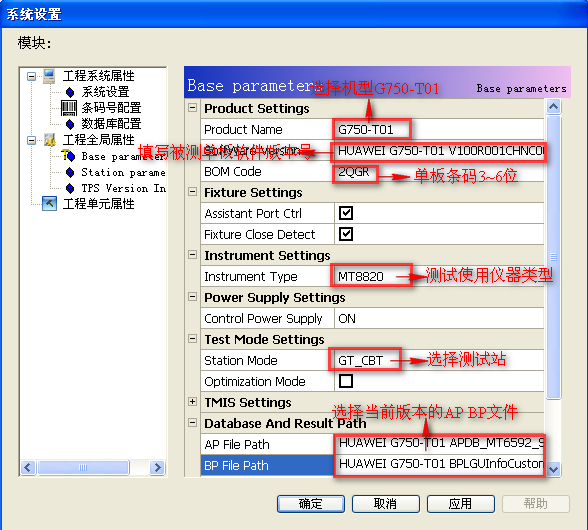 系统设置
模块:
工程系统属性
系统设置
条码号配置
数据库配置
工程全局属性
Base parameter
Station parame
TPS Version In
工程单元属性
Base parameters
选择机型G750-T01
Base parameters
Product Settings
Product Name G750-T01
填写被测单板软件版本号
Software Version HUAWEI G750-T01 V100R001CHNC00
BOM Code 2QGR
单板条码3~6位
Fixture Settings
Assistant Port Ctrl
Fixture Close Detect
Instrument Settings
Instrument Type MT8820
测试使用仪器类型
Power Supply Settings
Control Power Supply ON
Test Mode Settings
Station Mode GT_CBT
选择测试站
Optimization Mode
TMIS Settings
选择当前版本的AP BP文件
Database And Result Path
AP File Path HUAWEI G750-T01 APDB_MT6592_S
BP File Path HUAWEI G750-T01 BPLGUInfoCustom
确定 取消 应用 帮助